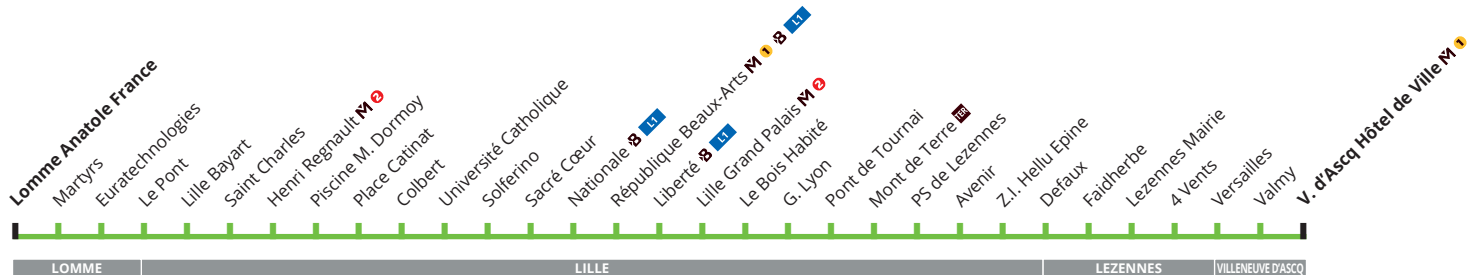 Lomme Anatole France
Martyrs
Euratechnologies
Le Pont
Lille Bayart
Saint Charles
Henri Regnault M 2
Piscine M. Dormoy
Place Catinat
Colbert
Université Catholique
Solferino
Sacré Cœur
Nationale B L1
République Beaux-Arts M 1 B L1
Liberté B L1
Lille Grand Palais M 2
Le Bois Habité
G. Lyon
Pont de Tournai
Mont de Terre TER
PS de Lezennes
Avenir
Z.I. Hellu Epine
Defaux
Faidherbe
Lezennes Mairie
4 Vents
Versailles
Valmy
V. d'Ascq Hôtel de Ville M 1
LOMME
LILLE
LEZENNES
VILLENEUVE D'ASCQ